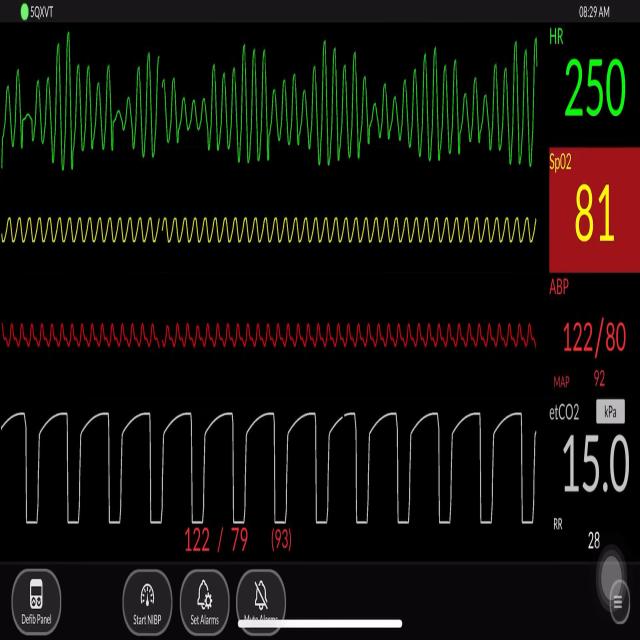 5QXVT
08:29 AM
HR
250
SpO2
81
ABP
122/80
MAP 92
etCO2 kPa
15.0
RR
28
122 / 79 (93)
Defib Panel
Start NIBP
Set Alarms
Mute Alarms